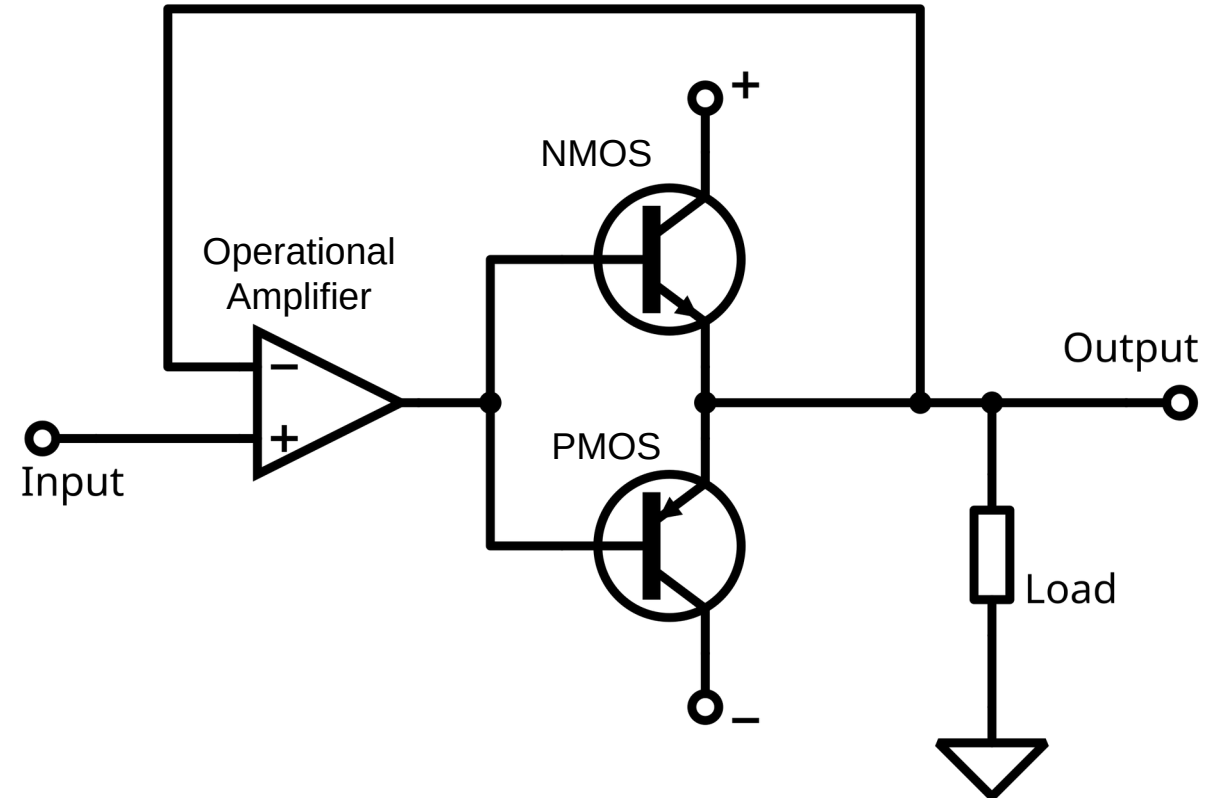 +
NMOS
Operational
Amplifier
Output
−
PMOS
+
Input
Load
−